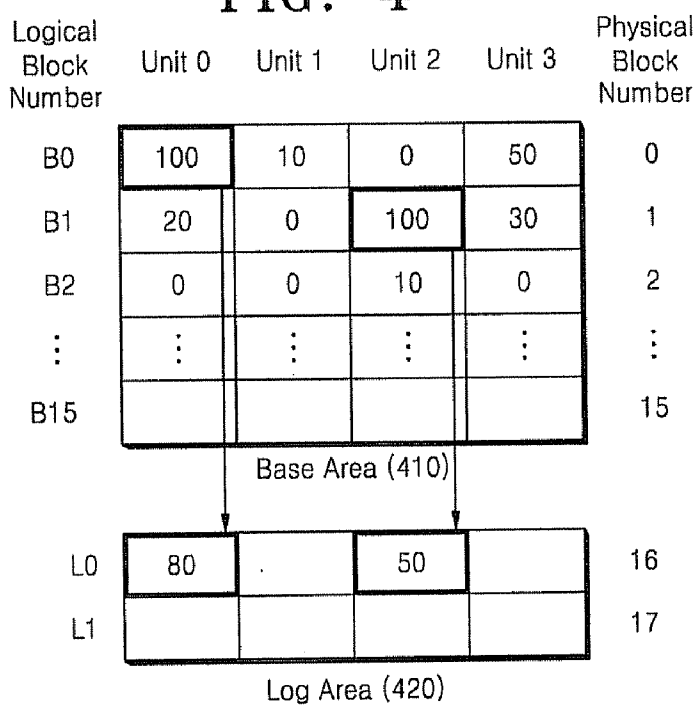 FIG. 4
Logical Block Number Unit 0 Unit 1 Unit 2 Unit 3 Physical Block Number
B0 100 10 0 50 0
B1 20 0 100 30 1
B2 0 0 10 0 2
⋮ ⋮ ⋮ ⋮ ⋮ ⋮
B15 15
Base Area (410)
L0 80 50 16
L1 17
Log Area (420)